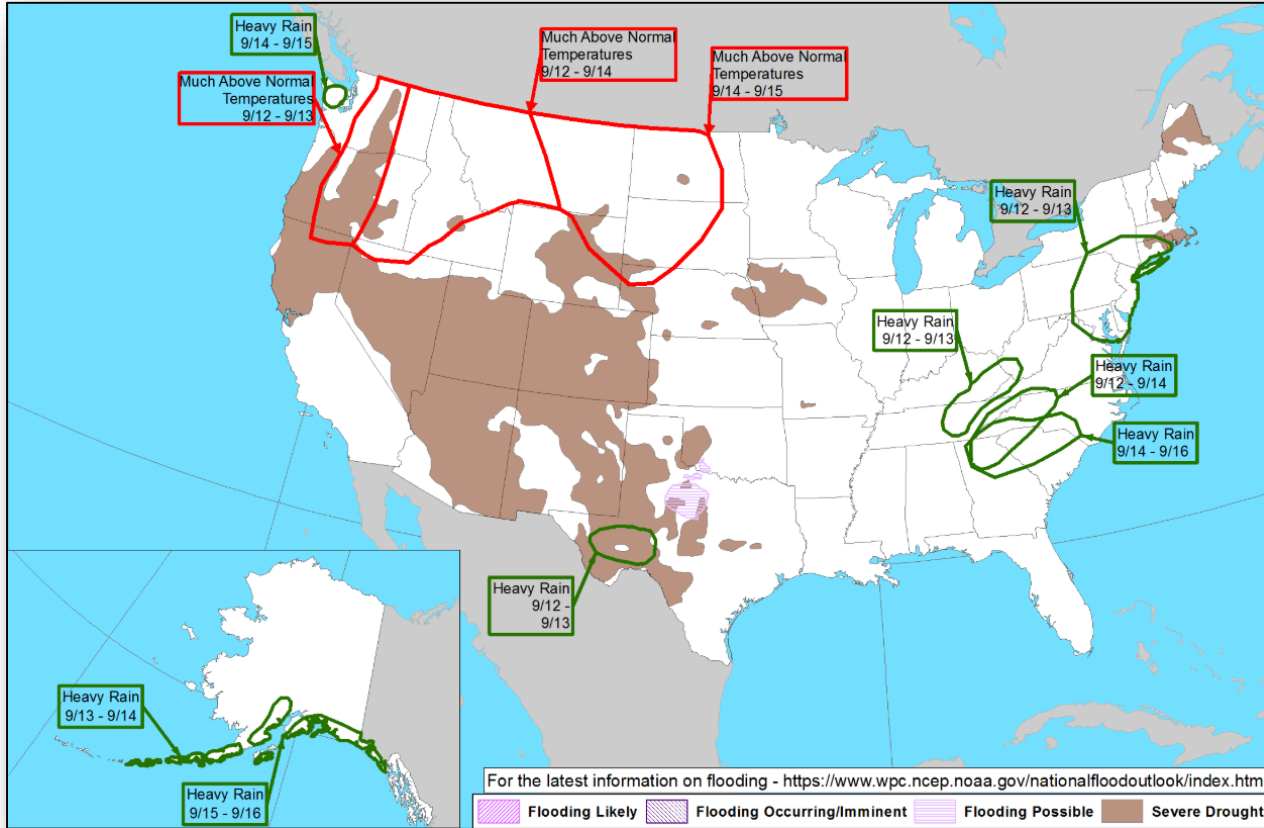 Heavy Rain
9/14 - 9/15
Much Above Normal
Temperatures
9/12 - 9/13
Much Above Normal
Temperatures
9/12 - 9/14
Much Above Normal
Temperatures
9/14 - 9/15
Heavy Rain
9/12 - 9/13
Heavy Rain
9/12 - 9/13
Heavy Rain
9/12 - 9/14
Heavy Rain
9/14 - 9/16
Heavy Rain
9/12 -
9/13
Heavy Rain
9/13 - 9/14
Heavy Rain
9/15 - 9/16
For the latest information on flooding - https://www.wpc.ncep.noaa.gov/nationalfloodoutlook/index.htm
Flooding Likely Flooding Occurring/Imminent Flooding Possible Severe Drought